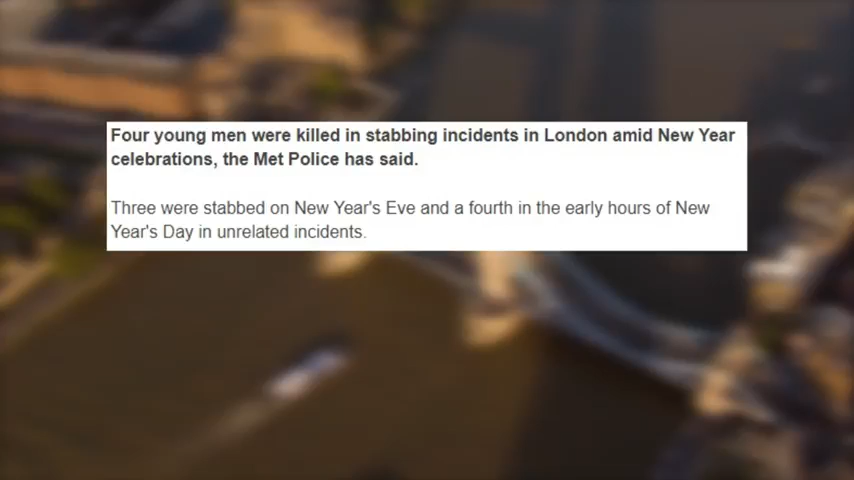 Four young men were killed in stabbing incidents in London amid New Year
celebrations, the Met Police has said.
Three were stabbed on New Year's Eve and a fourth in the early hours of New
Year's Day in unrelated incidents.